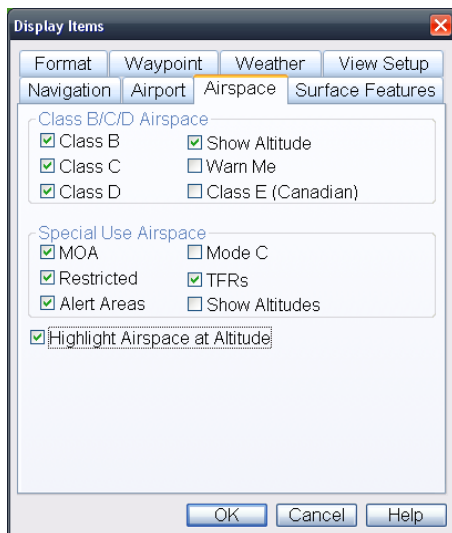 Display Items
Format Waypoint Weather View Setup
Navigation Airport Airspace Surface Features
Class B/C/D Airspace
Class B Show Altitude
Class C Warn Me
Class D Class E (Canadian)
Special Use Airspace
MOA Mode C
Restricted TFRs
Alert Areas Show Altitudes
Highlight Airspace at Altitude
OK Cancel Help